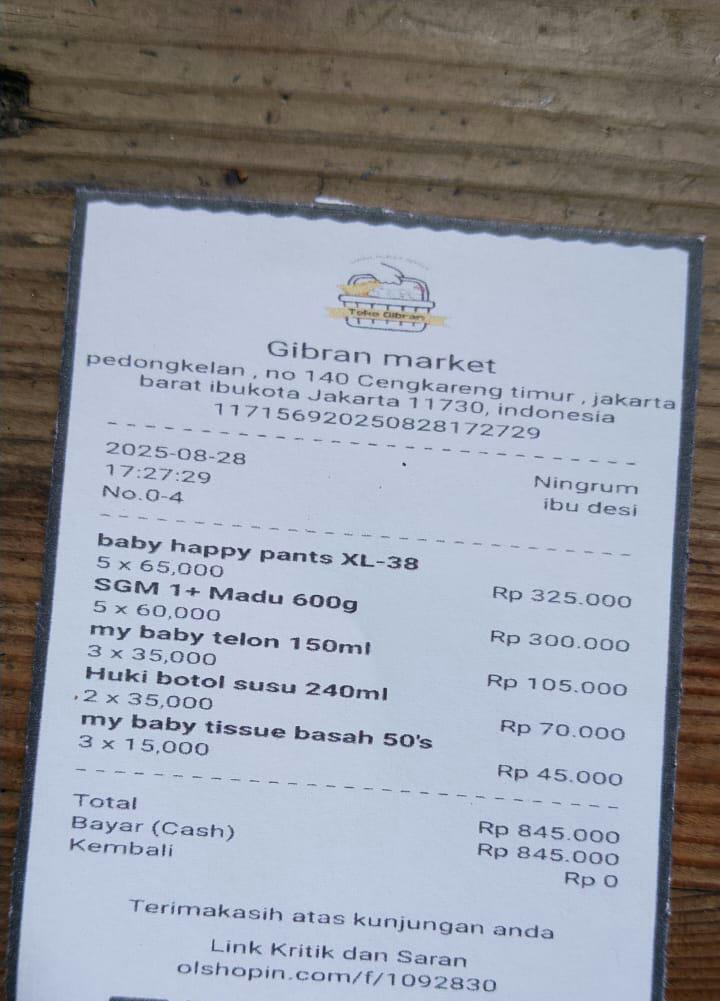 Toko Gibran
Gibran market
pedongkelan , no 140 Cengkareng timur , jakarta
barat ibukota Jakarta 11730, indonesia
117156920250828172729
2025-08-28
17:27:29 Ningrum
No.0-4 ibu desi
baby happy pants XL-38
5 x 65,000 Rp 325.000
SGM 1+ Madu 600g
5 x 60,000 Rp 300.000
my baby telon 150ml
3 x 35,000 Rp 105.000
Huki botol susu 240ml
2 x 35,000 Rp 70.000
my baby tissue basah 50's
3 x 15,000 Rp 45.000
Total Rp 845.000
Bayar (Cash) Rp 845.000
Kembali Rp 0
Terimakasih atas kunjungan anda
Link Kritik dan Saran
olshopin.com/f/1092830